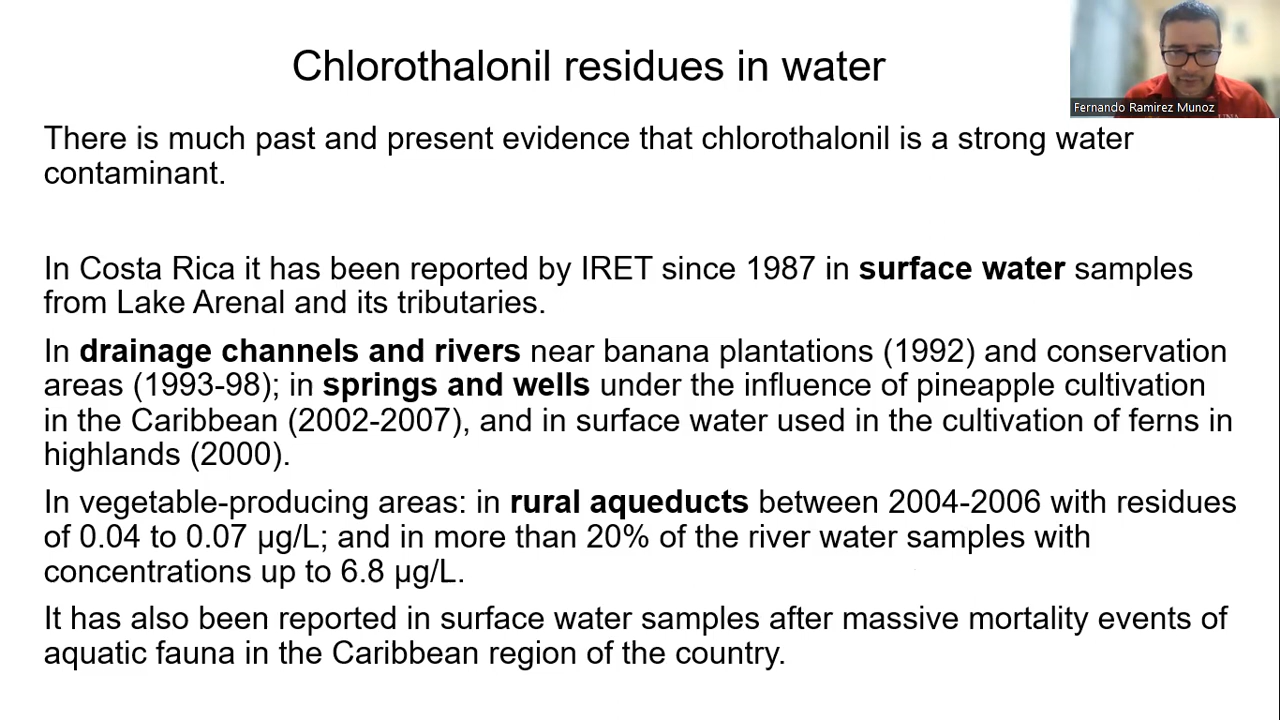 Chlorothalonil residues in water
Fernando Ramirez Munoz
There is much past and present evidence that chlorothalonil is a strong water
contaminant.
In Costa Rica it has been reported by IRET since 1987 in surface water samples
from Lake Arenal and its tributaries.
In drainage channels and rivers near banana plantations (1992) and conservation
areas (1993-98); in springs and wells under the influence of pineapple cultivation
in the Caribbean (2002-2007), and in surface water used in the cultivation of ferns in
highlands (2000).
In vegetable-producing areas: in rural aqueducts between 2004-2006 with residues
of 0.04 to 0.07 µg/L; and in more than 20% of the river water samples with
concentrations up to 6.8 µg/L.
It has also been reported in surface water samples after massive mortality events of
aquatic fauna in the Caribbean region of the country.